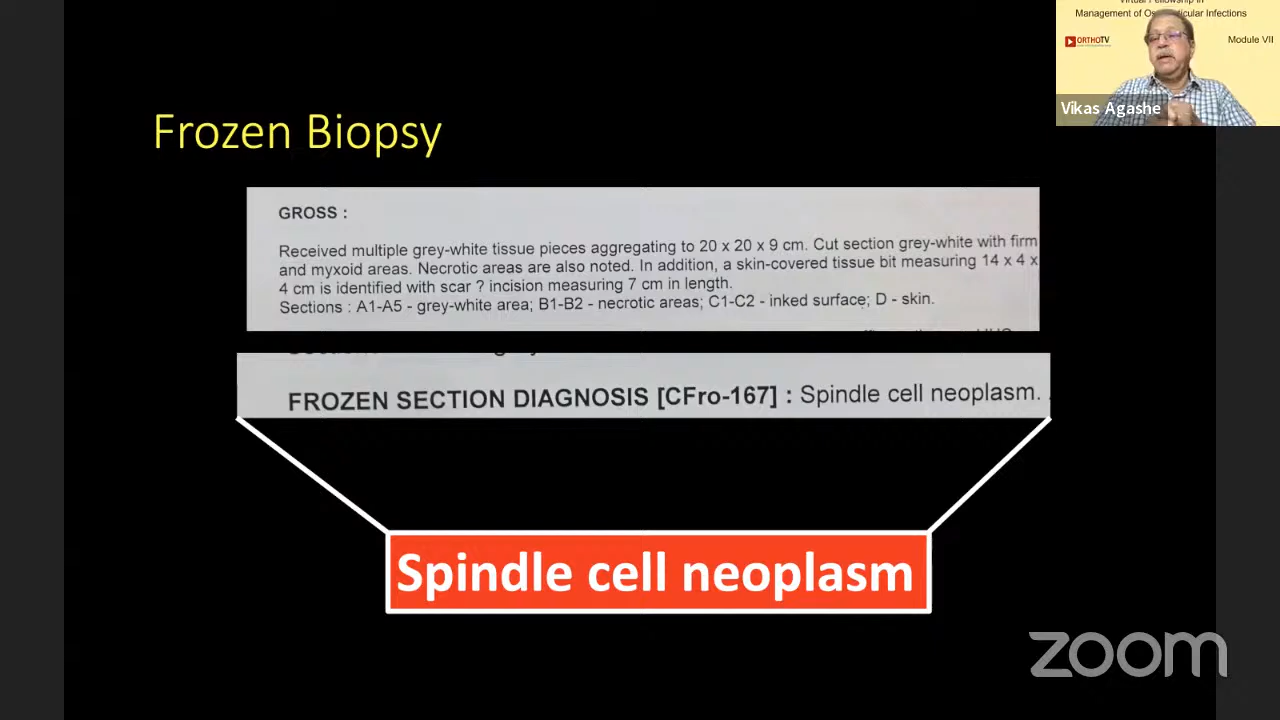 Virtual Fellowship in
Management of Os
icular Infections
ORTHOTV
Module VII
Vikas Agashe
Frozen Biopsy
GROSS :
Received multiple grey-white tissue pieces aggregating to 20 x 20 x 9 cm. Cut section grey-white with firm
and myxoid areas. Necrotic areas are also noted. In addition, a skin-covered tissue bit measuring 14 x 4 x
4 cm is identified with scar ? incision measuring 7 cm in length.
Sections : A1-A5 - grey-white area; B1-B2 - necrotic areas; C1-C2 - inked surface; D - skin.
FROZEN SECTION DIAGNOSIS [CFro-167] : Spindle cell neoplasm.
Spindle cell neoplasm
zoom